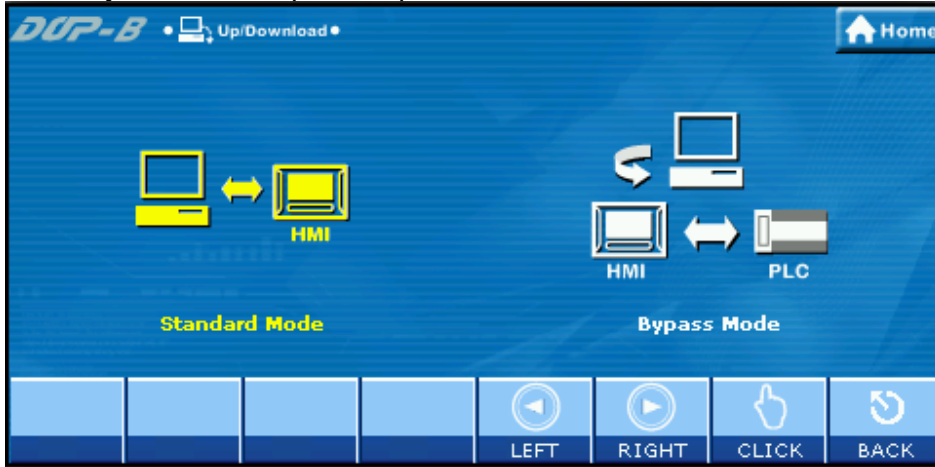 DOP-B • Up/Download • Home
HMI
HMI PLC
Standard Mode Bypass Mode
LEFT RIGHT CLICK BACK